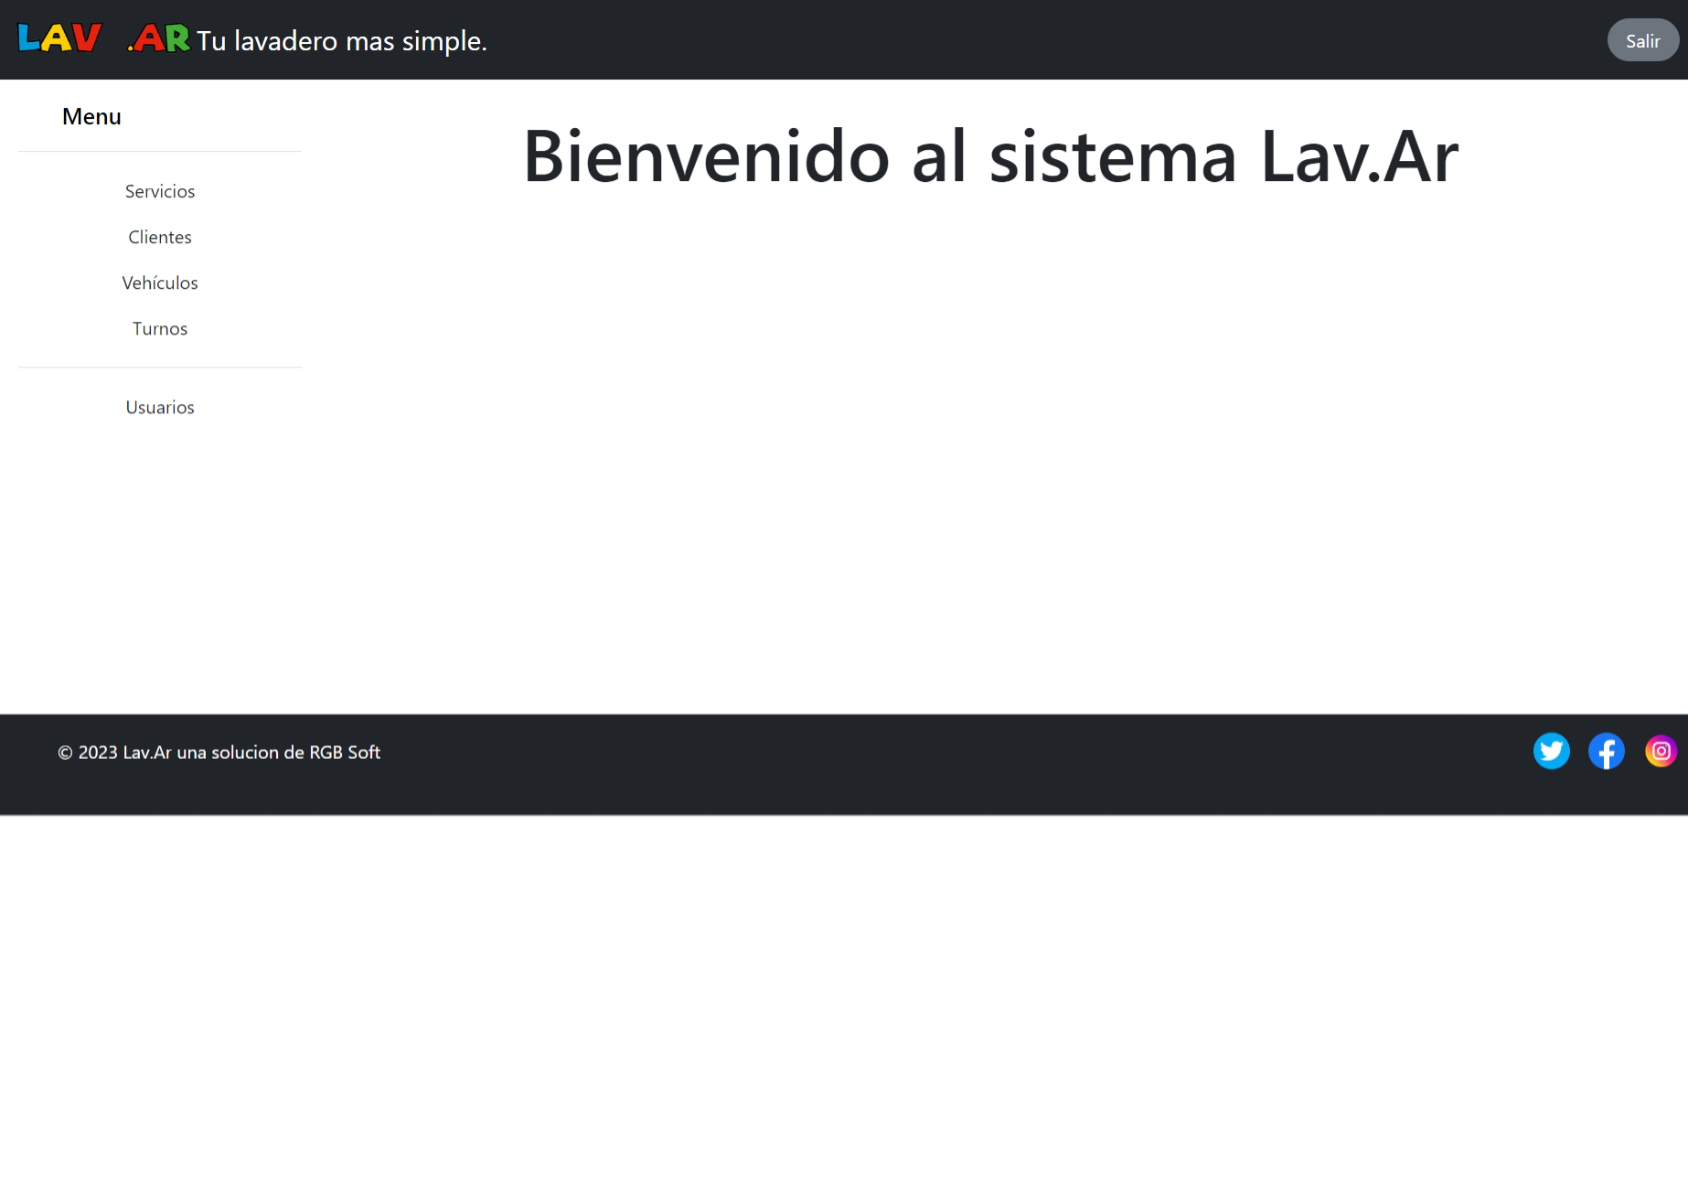 LAV .AR Tu lavadero mas simple.
Salir
Menu
Bienvenido al sistema Lav.Ar
Servicios
Clientes
Vehículos
Turnos
Usuarios
© 2023 Lav.Ar una solucion de RGB Soft